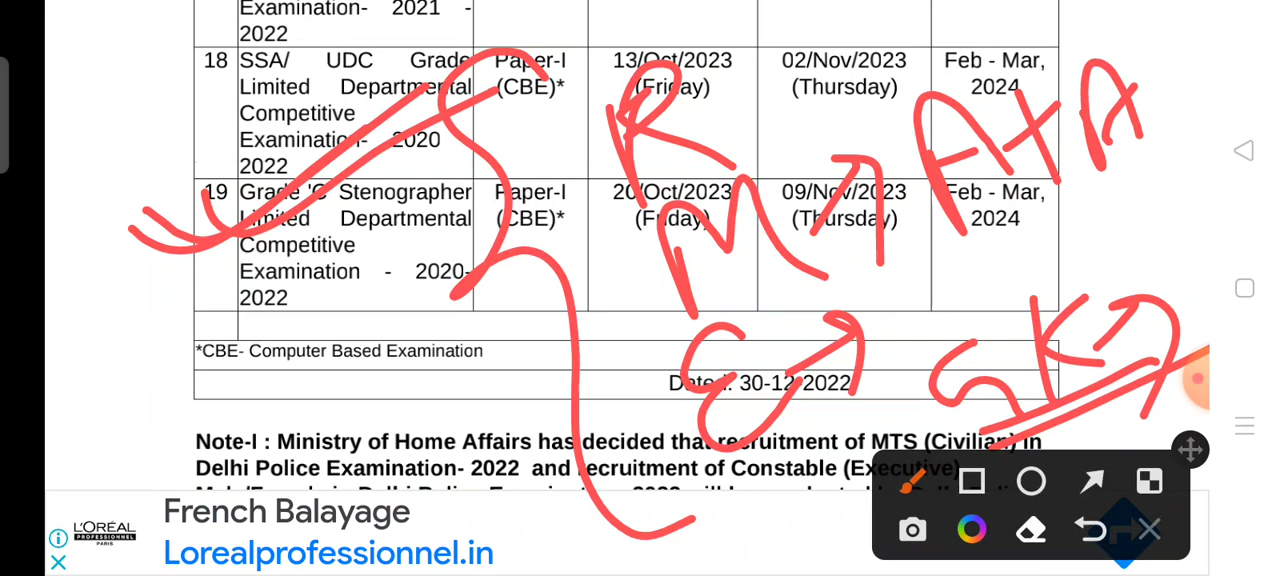 Examination- 2021 -
2022
18 SSA/ UDC Grade Paper-I 13/Oct/2023 02/Nov/2023 Feb - Mar,
Limited Departmental (CBE)* (Friday) (Thursday) 2024
Competitive
Examination- 2020
2022
19 Grade 'C' Stenographer Paper-I 20/Oct/2023 09/Nov/2023 Feb - Mar,
Limited Departmental (CBE)* (Friday) (Thursday) 2024
Competitive
Examination - 2020-
2022
R
M A+A
E
GK
*CBE- Computer Based Examination
Dated: 30-12-2022
Note-I : Ministry of Home Affairs has decided that recruitment of MTS (Civilian) in
Delhi Police Examination- 2022 and recruitment of Constable (Executive)
L'ORÉAL
PROFESSIONNEL
PARIS
French Balayage
Lorealprofessionnel.in